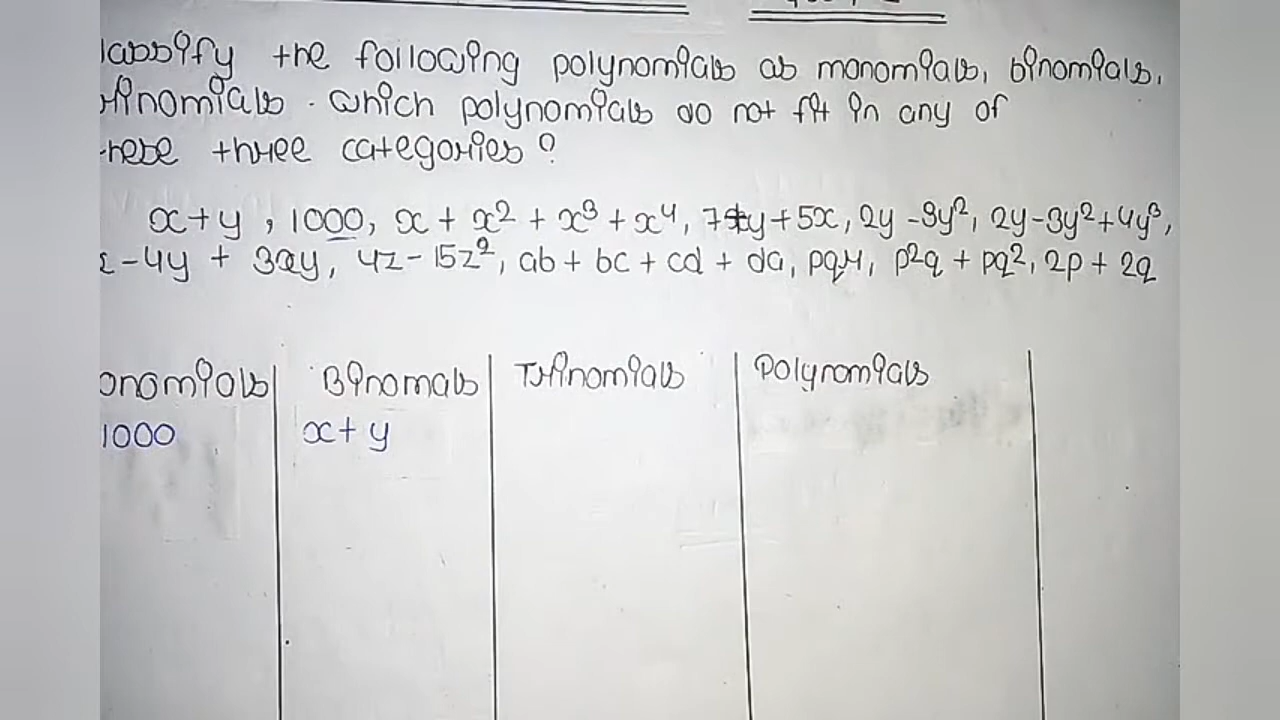 lassify the following polynomials as monomials, binomials,
rinomials. which polynomials do not fit in any of
hese three categories?
x+y, 1000, x + x² + x³ + x⁴, 7+y+5x, 2y-3y², 2y-3y²+4y³,
x-4y + 3xy, 4z-15z², ab + bc + cd + da, pqr, p²q + pq², 2p + 2q
onomials Binomals Trinomials Polynomials
1000 x+y